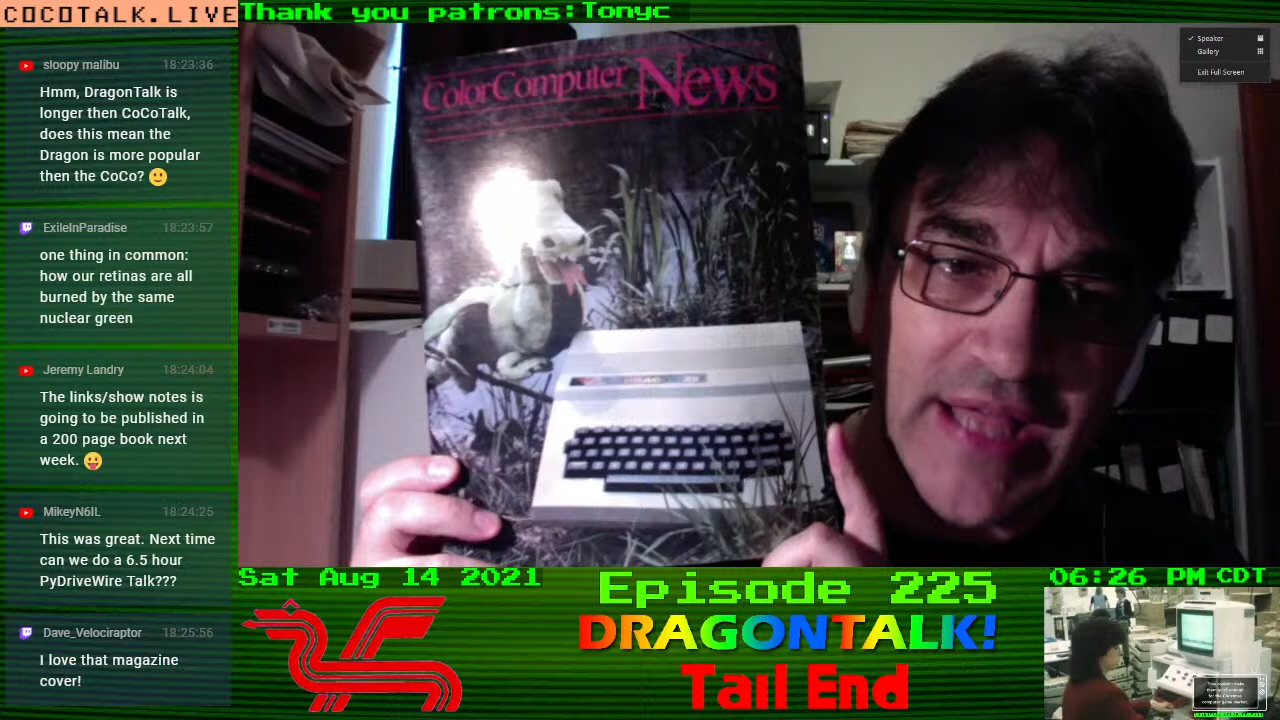 COCOTALK.LIVE
Thank you patrons:Tonyc
sloopy malibu 18:23:36
Hmm, DragonTalk is
longer then CoCoTalk,
does this mean the
Dragon is more popular
then the CoCo? 🙂
ExileInParadise 18:23:57
one thing in common:
how our retinas are all
burned by the same
nuclear green
Jeremy Landry 18:24:04
The links/show notes is
going to be published in
a 200 page book next
week. 😛
MikeyN6IL 18:24:25
This was great. Next time
can we do a 6.5 hour
PyDriveWire Talk???
Dave_Velociraptor 18:25:56
I love that magazine
cover!
ColorComputer News
✓ Speaker
Gallery
Exit Full Screen
Sat Aug 14 2021
Episode 225
DRAGONTALK!
Tail End
06:26 PM CDT